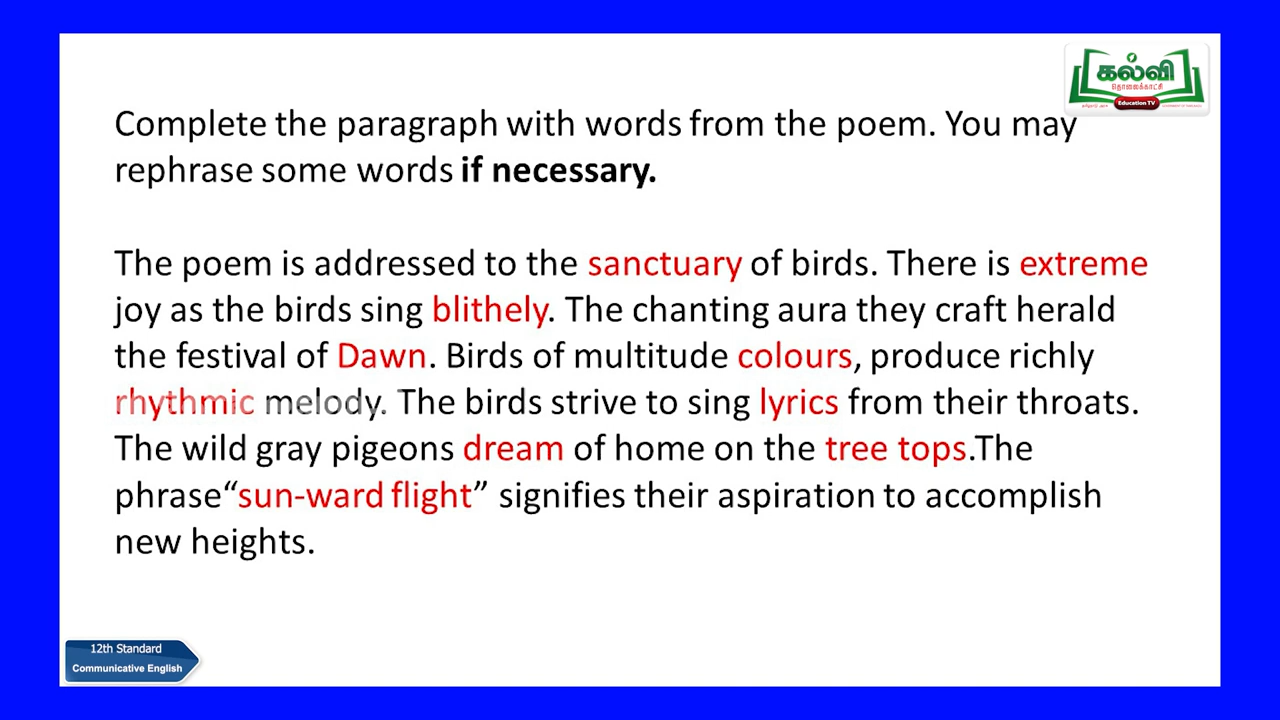 கல்வி
தொலைக்காட்சி
Education TV
Complete the paragraph with words from the poem. You may
rephrase some words if necessary.
The poem is addressed to the sanctuary of birds. There is extreme
joy as the birds sing blithely. The chanting aura they craft herald
the festival of Dawn. Birds of multitude colours, produce richly
rhythmic melody. The birds strive to sing lyrics from their throats.
The wild gray pigeons dream of home on the tree tops.The
phrase“sun-ward flight” signifies their aspiration to accomplish
new heights.
12th Standard
Communicative English